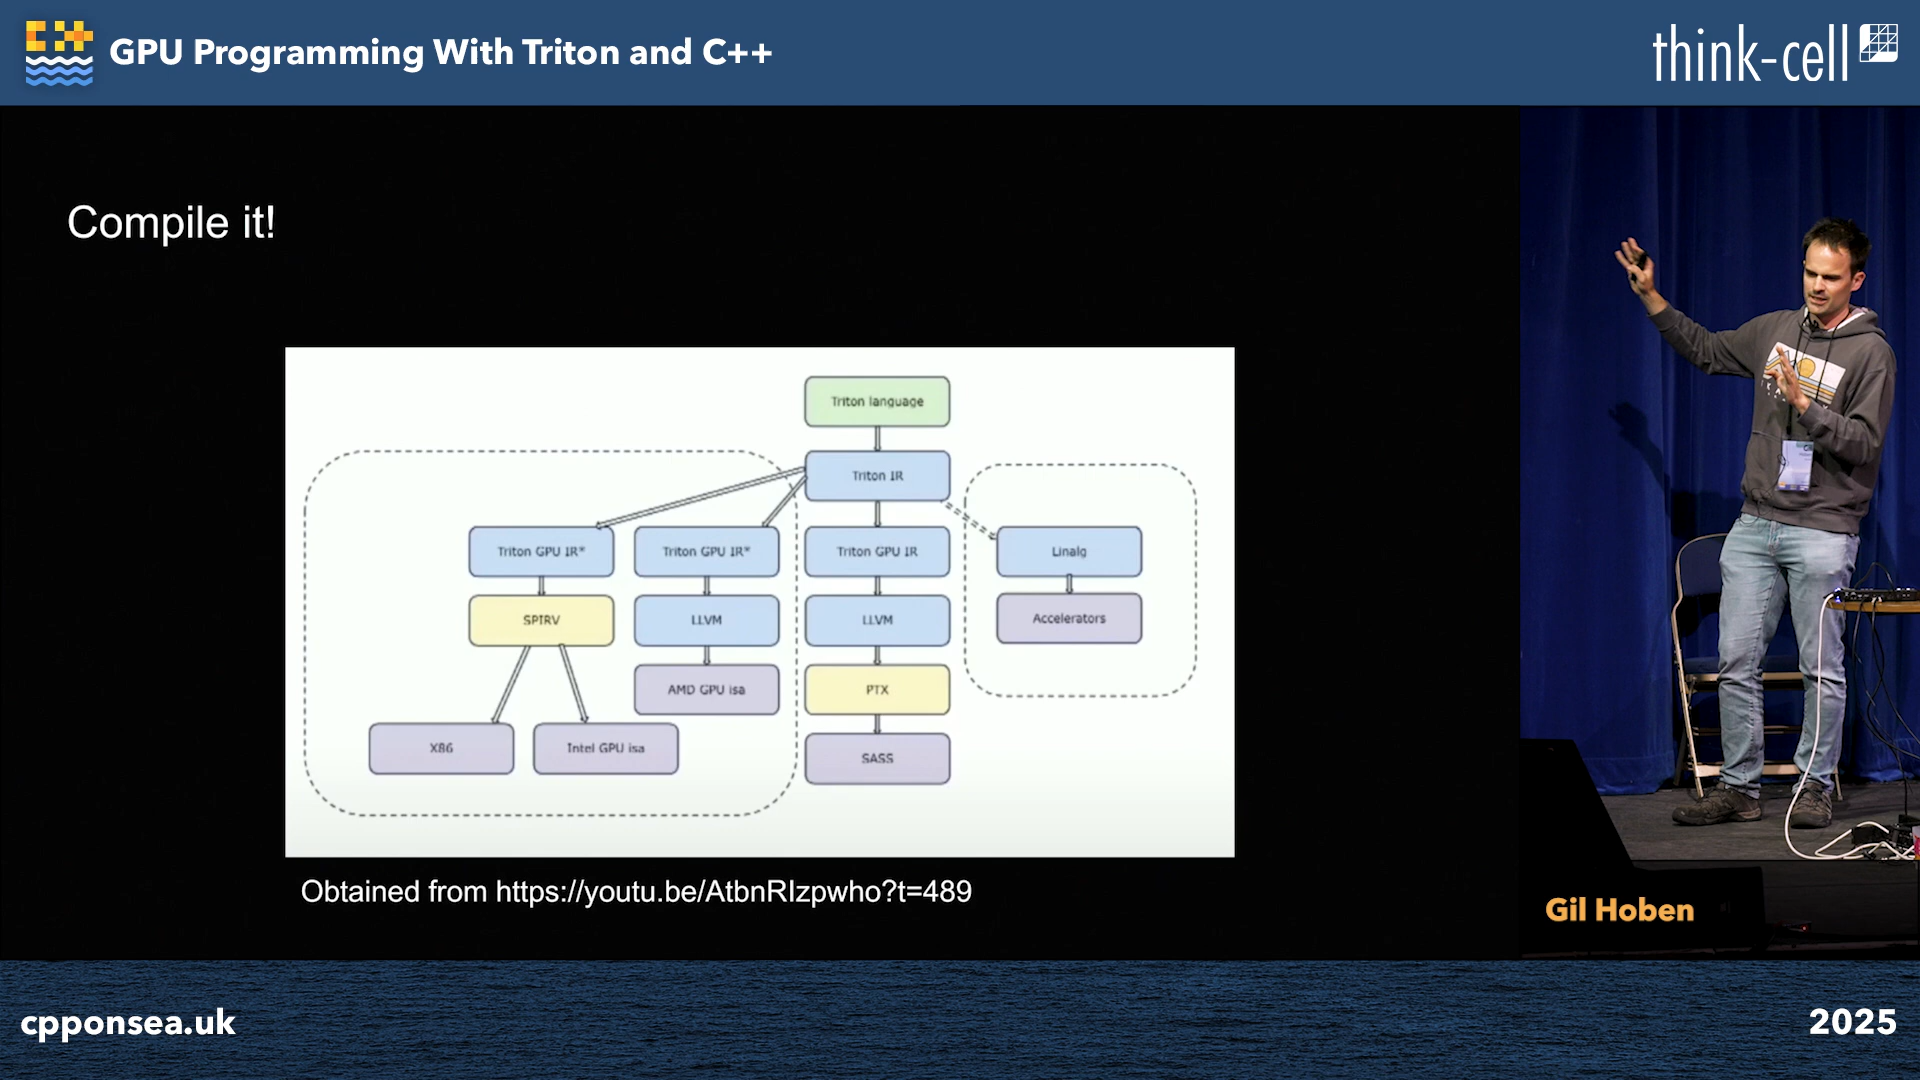 GPU Programming With Triton and C++
think-cell
Compile it!
Triton language
Triton IR
Triton GPU IR*
Triton GPU IR*
Triton GPU IR
Linalg
SPIRV
LLVM
LLVM
Accelerators
AMD GPU isa
PTX
X86
Intel GPU isa
SASS
Obtained from https://youtu.be/AtbnRIzpwho?t=489
Gil Hoben
cpponsea.uk
2025